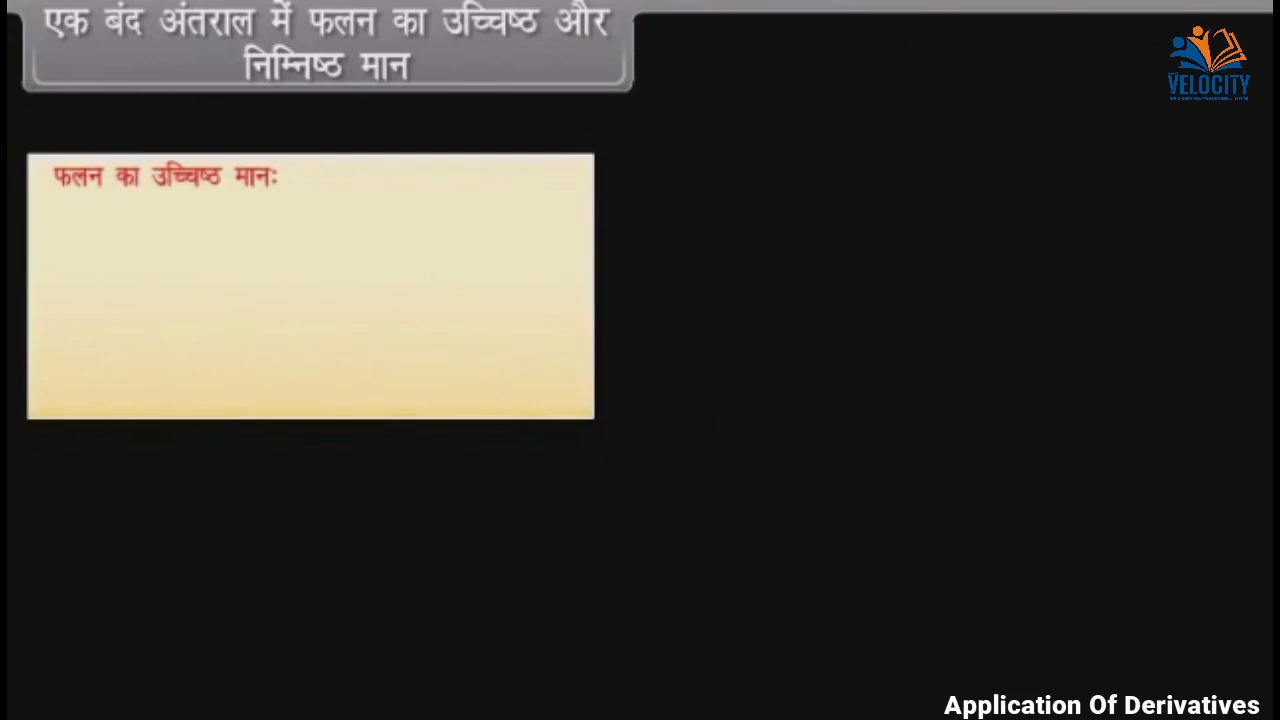 एक बंद अंतराल में फलन का उच्चिष्ठ और
निम्निष्ठ मान
VELOCITY
फलन का उच्चिष्ठ मानः
Application Of Derivatives